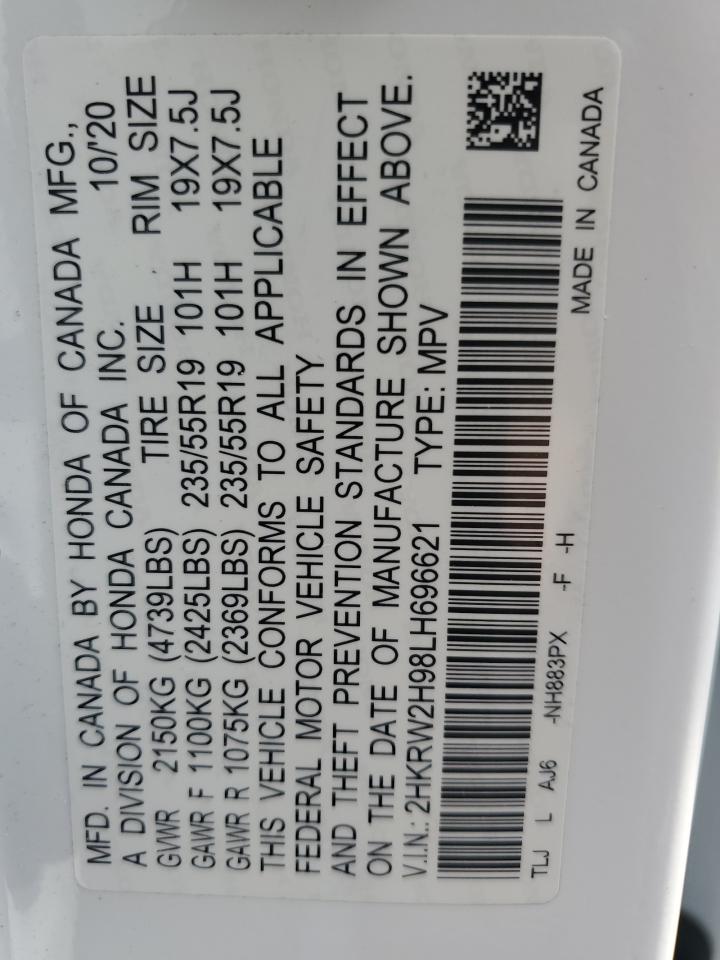 MFD. IN CANADA BY HONDA OF CANADA MFG.,
A DIVISION OF HONDA CANADA INC. 10/'20
GVWR 2150KG (4739LBS) TIRE SIZE RIM SIZE
GAWR F 1100KG (2425LBS) 235/55R19 101H 19X7.5J
GAWR R 1075KG (2369LBS) 235/55R19 101H 19X7.5J
THIS VEHICLE CONFORMS TO ALL APPLICABLE
FEDERAL MOTOR VEHICLE SAFETY
AND THEFT PREVENTION STANDARDS IN EFFECT
ON THE DATE OF MANUFACTURE SHOWN ABOVE.
V.I.N.: 2HKRW2H98LH696621 TYPE: MPV
TLJ L AJ6 -NH883PX -F -H
MADE IN CANADA